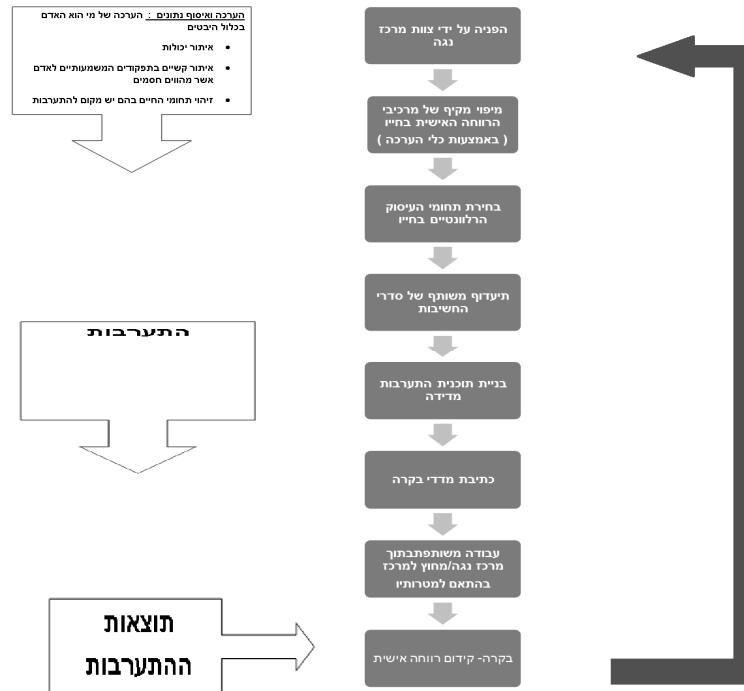 הערכה ואיסוף נתונים : הערכה של מי הוא האדם
בכלול היבטים
• איתור יכולות
• איתור קשיים בתפקודים המשמעותיים לאדם
אשר מהווים חסמים
• זיהוי תחומי החיים בהם יש מקום להתערבות
התערבות
תוצאות
ההתערבות
הפניה על ידי צוות מרכז
נגה
מיפוי מקיף של מרכיבי
הרווחה האישית בחייו
( באמצעות כלי הערכה )
בחירת תחומי העיסוק
הרלוונטיים בחייו
תיעדוף משותף של סדרי
החשיבות
בניית תוכנית התערבות
מדידה
כתיבת מדדי בקרה
עבודה משותפתבתוך
מרכז נגה/מחוץ למרכז
בהתאם למטרותיו
בקרה- קידום רווחה אישית